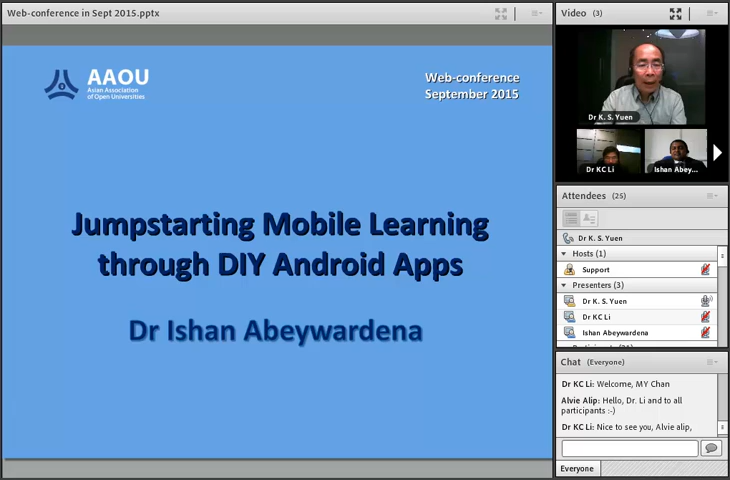 Web-conference in Sept 2015.pptx
AAOU
Asian Association
of Open Universities
Web-conference
September 2015
Jumpstarting Mobile Learning
through DIY Android Apps
Dr Ishan Abeywardena
Video (3)
Dr K. S. Yuen
Dr KC Li
Ishan Abey...
Attendees (25)
Dr K. S. Yuen
Hosts (1)
Support
Presenters (3)
Dr K. S. Yuen
Dr KC Li
Ishan Abeywardena
Chat (Everyone)
Dr KC Li: Welcome, MY Chan
Alvie Alip: Hello, Dr. Li and to all
participants :-)
Dr KC Li: Nice to see you, Alvie alip,
Everyone